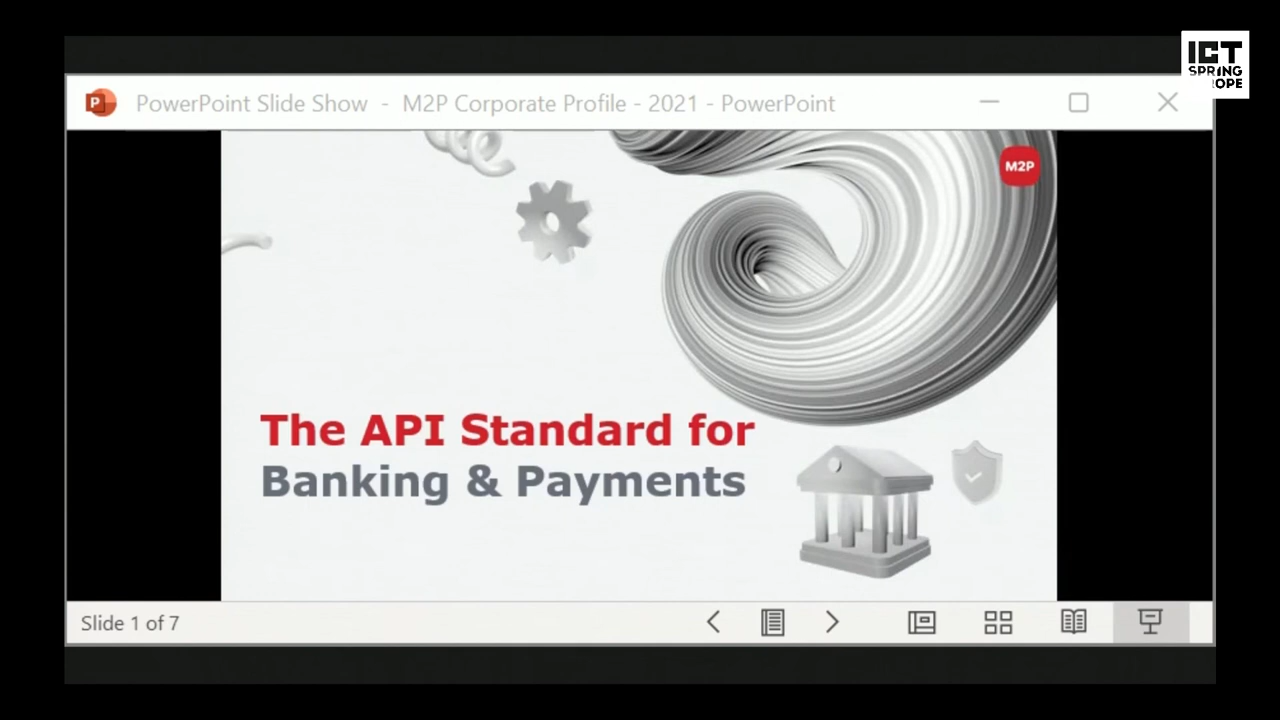 ICT
SPRING
ROPE
P
PowerPoint Slide Show - M2P Corporate Profile - 2021 - PowerPoint
M2P
The API Standard for
Banking & Payments
Slide 1 of 7